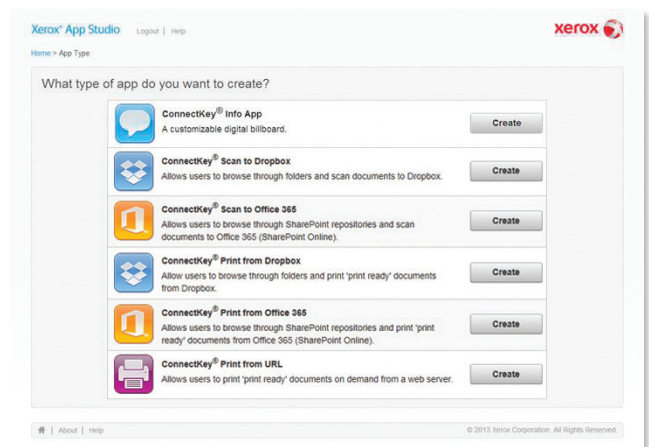 Xerox® App Studio Logout | Help
xerox
Home > App Type
What type of app do you want to create?
ConnectKey® Info App
A customizable digital billboard.
Create
ConnectKey® Scan to Dropbox
Allows users to browse through folders and scan documents to Dropbox.
Create
ConnectKey® Scan to Office 365
Allows users to browse through SharePoint repositories and scan
documents to Office 365 (SharePoint Online).
Create
ConnectKey® Print from Dropbox
Allow users to browse through folders and print 'print ready' documents
from Dropbox.
Create
ConnectKey® Print from Office 365
Allows users to browse through SharePoint repositories and print 'print
ready' documents from Office 365 (SharePoint Online).
Create
ConnectKey® Print from URL
Allows users to print 'print ready' documents on demand from a web server.
Create
| About | Help
© 2013 Xerox Corporation. All Rights Reserved.